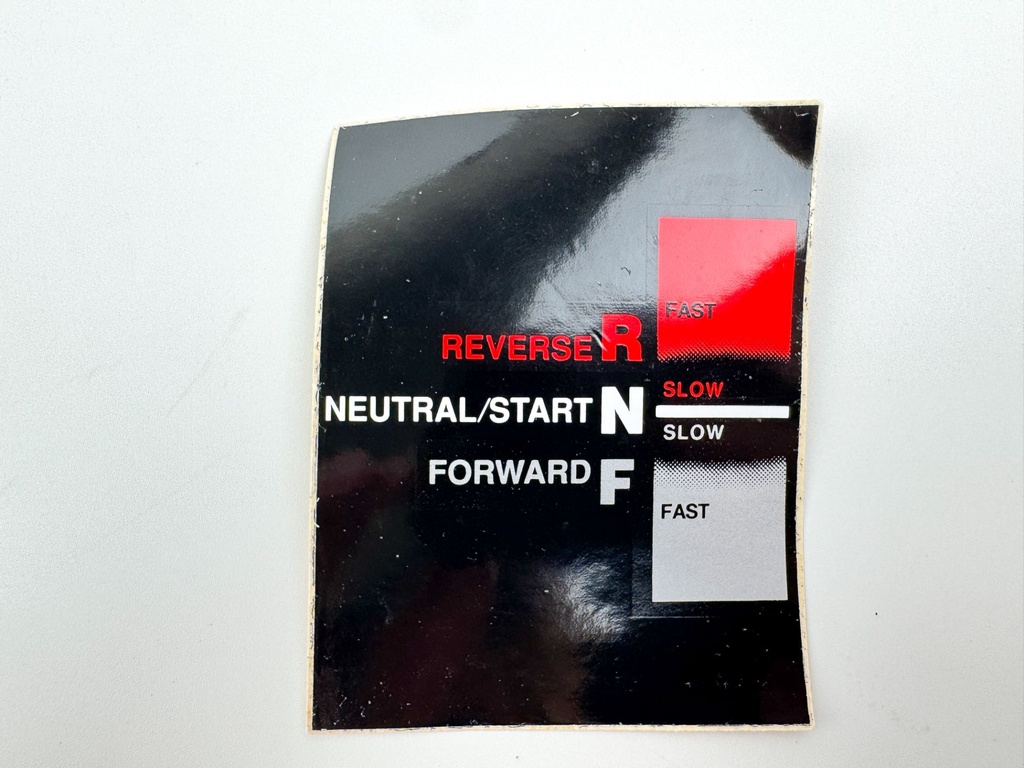 FAST
REVERSE R
SLOW
NEUTRAL/START N
SLOW
FORWARD F
FAST